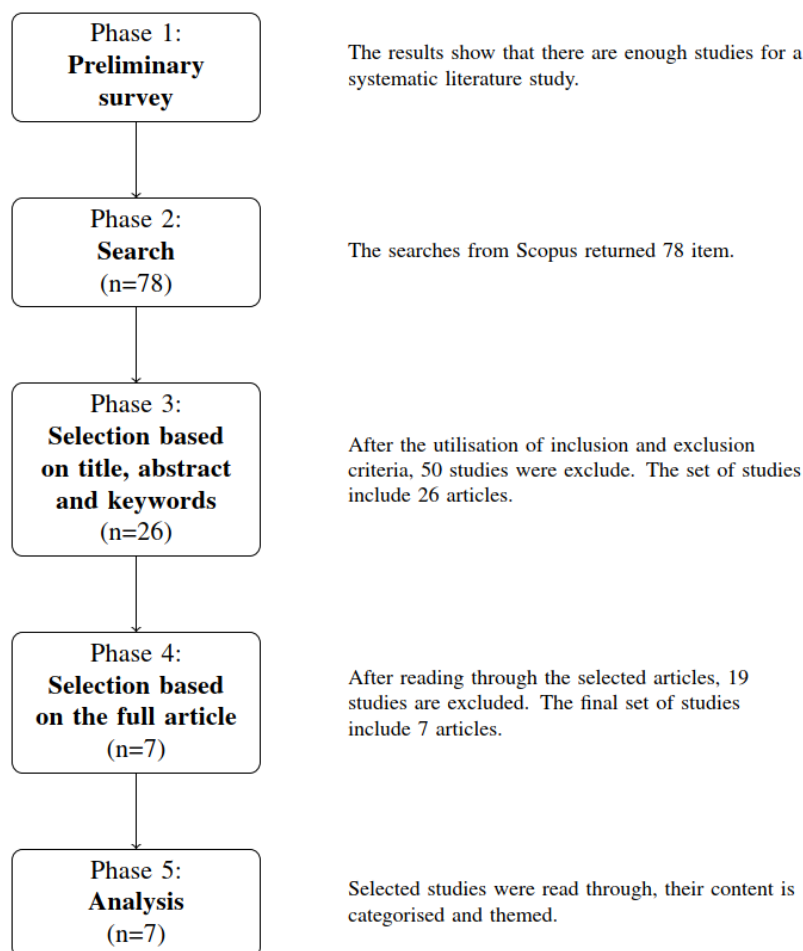 Phase 1:
Preliminary
survey
The results show that there are enough studies for a
systematic literature study.
Phase 2:
Search
(n=78)
The searches from Scopus returned 78 item.
Phase 3:
Selection based
on title, abstract
and keywords
(n=26)
After the utilisation of inclusion and exclusion
criteria, 50 studies were exclude. The set of studies
include 26 articles.
Phase 4:
Selection based
on the full article
(n=7)
After reading through the selected articles, 19
studies are excluded. The final set of studies
include 7 articles.
Phase 5:
Analysis
(n=7)
Selected studies were read through, their content is
categorised and themed.